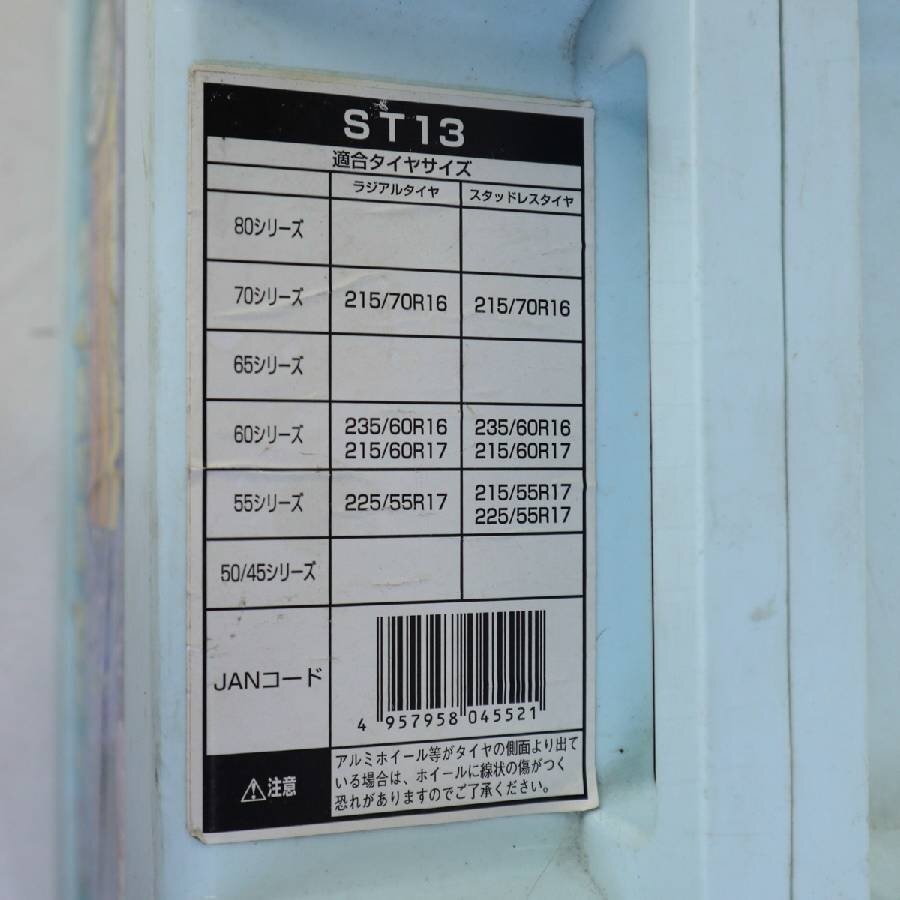 ST13
適合タイヤサイズ
ラジアルタイヤ スタッドレスタイヤ
80シリーズ
70シリーズ 215/70R16 215/70R16
65シリーズ
60シリーズ 235/60R16 235/60R16
215/60R17 215/60R17
55シリーズ 225/55R17 215/55R17
225/55R17
50/45シリーズ
JANコード
4 957958 045521
注意
アルミホイール等がタイヤの側面より出て
いる場合は、ホイールに線状の傷がつく
恐れがありますのでご了承ください。